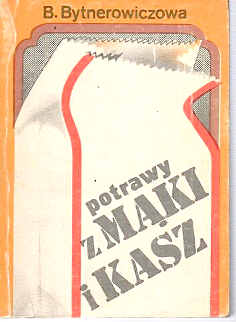 B. Bytnerowiczowa
potrawy
z MĄKI
i KASZ